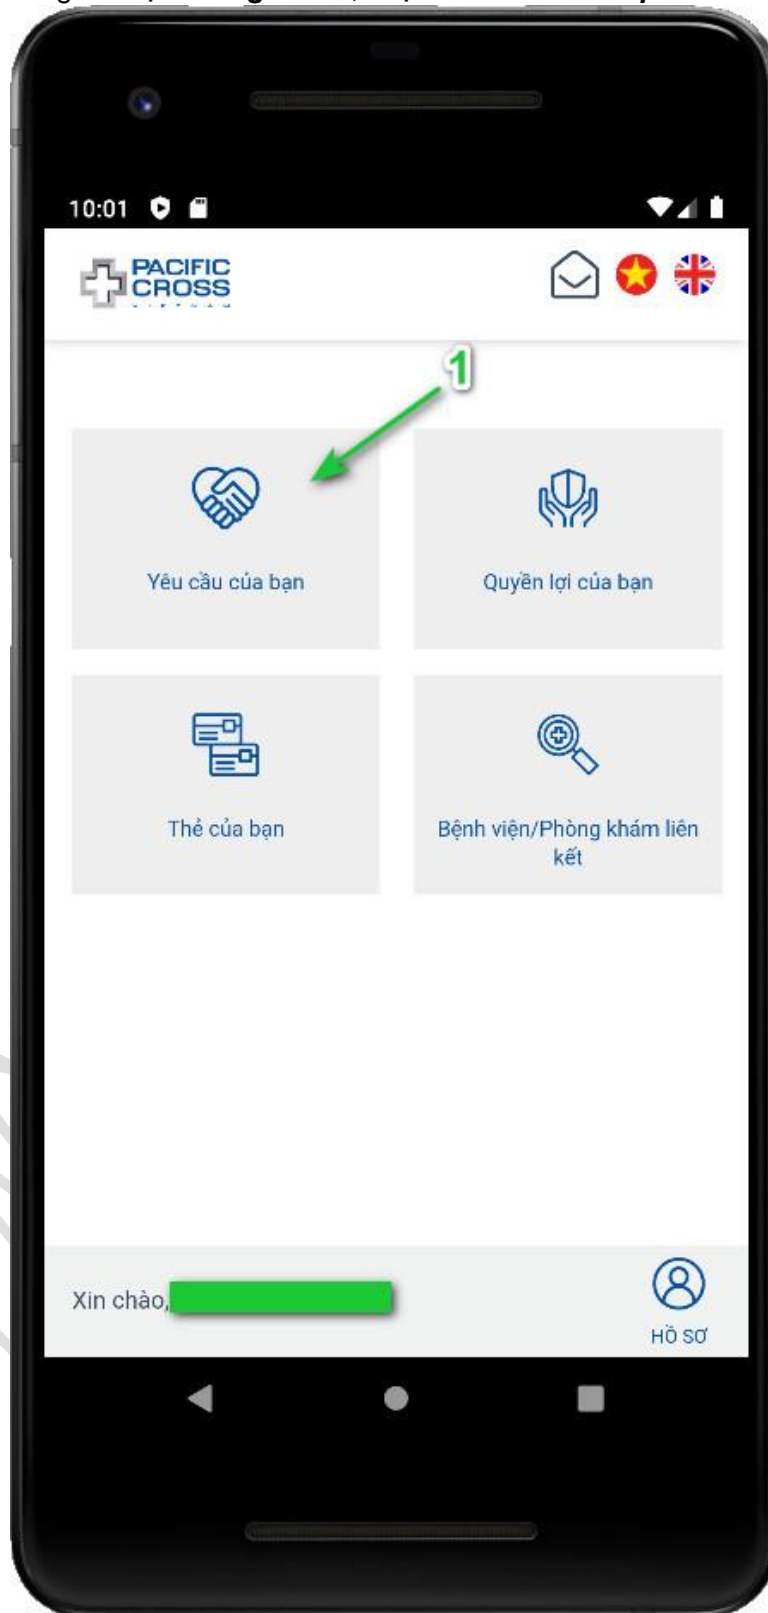 10:01
PACIFIC
CROSS
VIETNAM
1
Yêu cầu của bạn
Quyền lợi của bạn
Thẻ của bạn
Bệnh viện/Phòng khám liên
kết
Xin chào,
HỒ SƠ